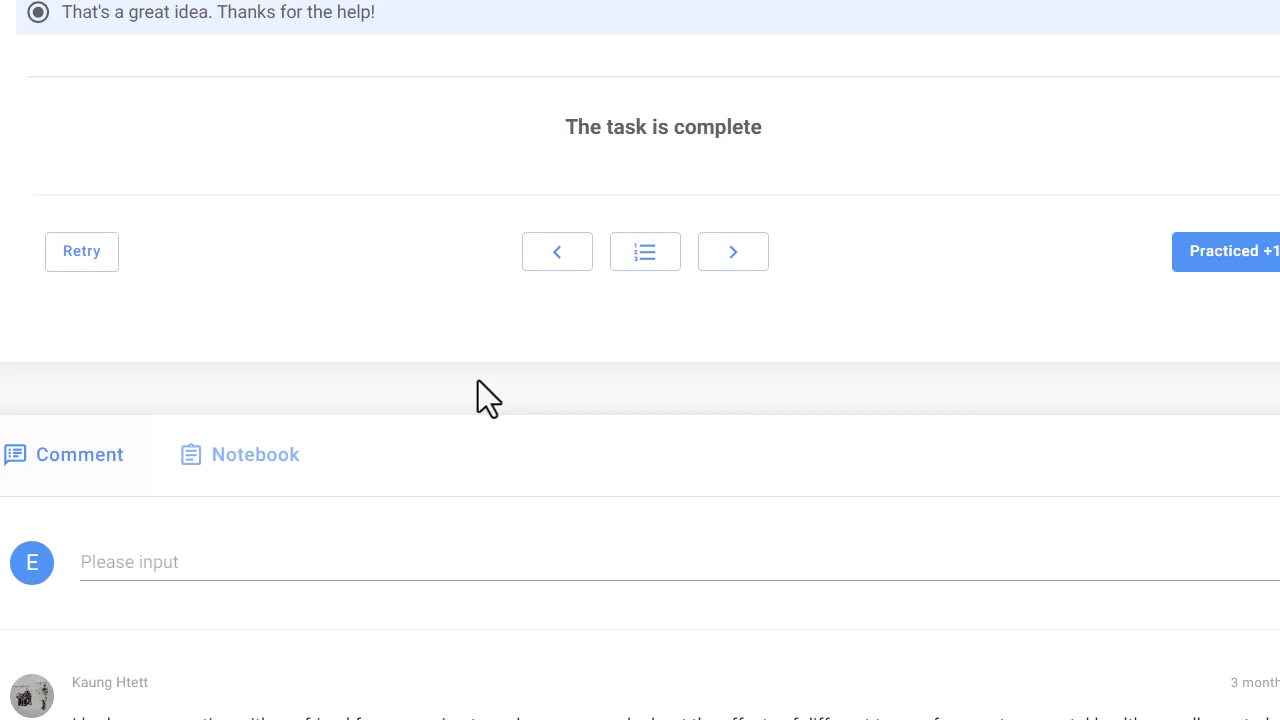 That's a great idea. Thanks for the help!
The task is complete
Retry
Practiced +1
Comment
Notebook
E
Please input
Kaung Htett
3 month